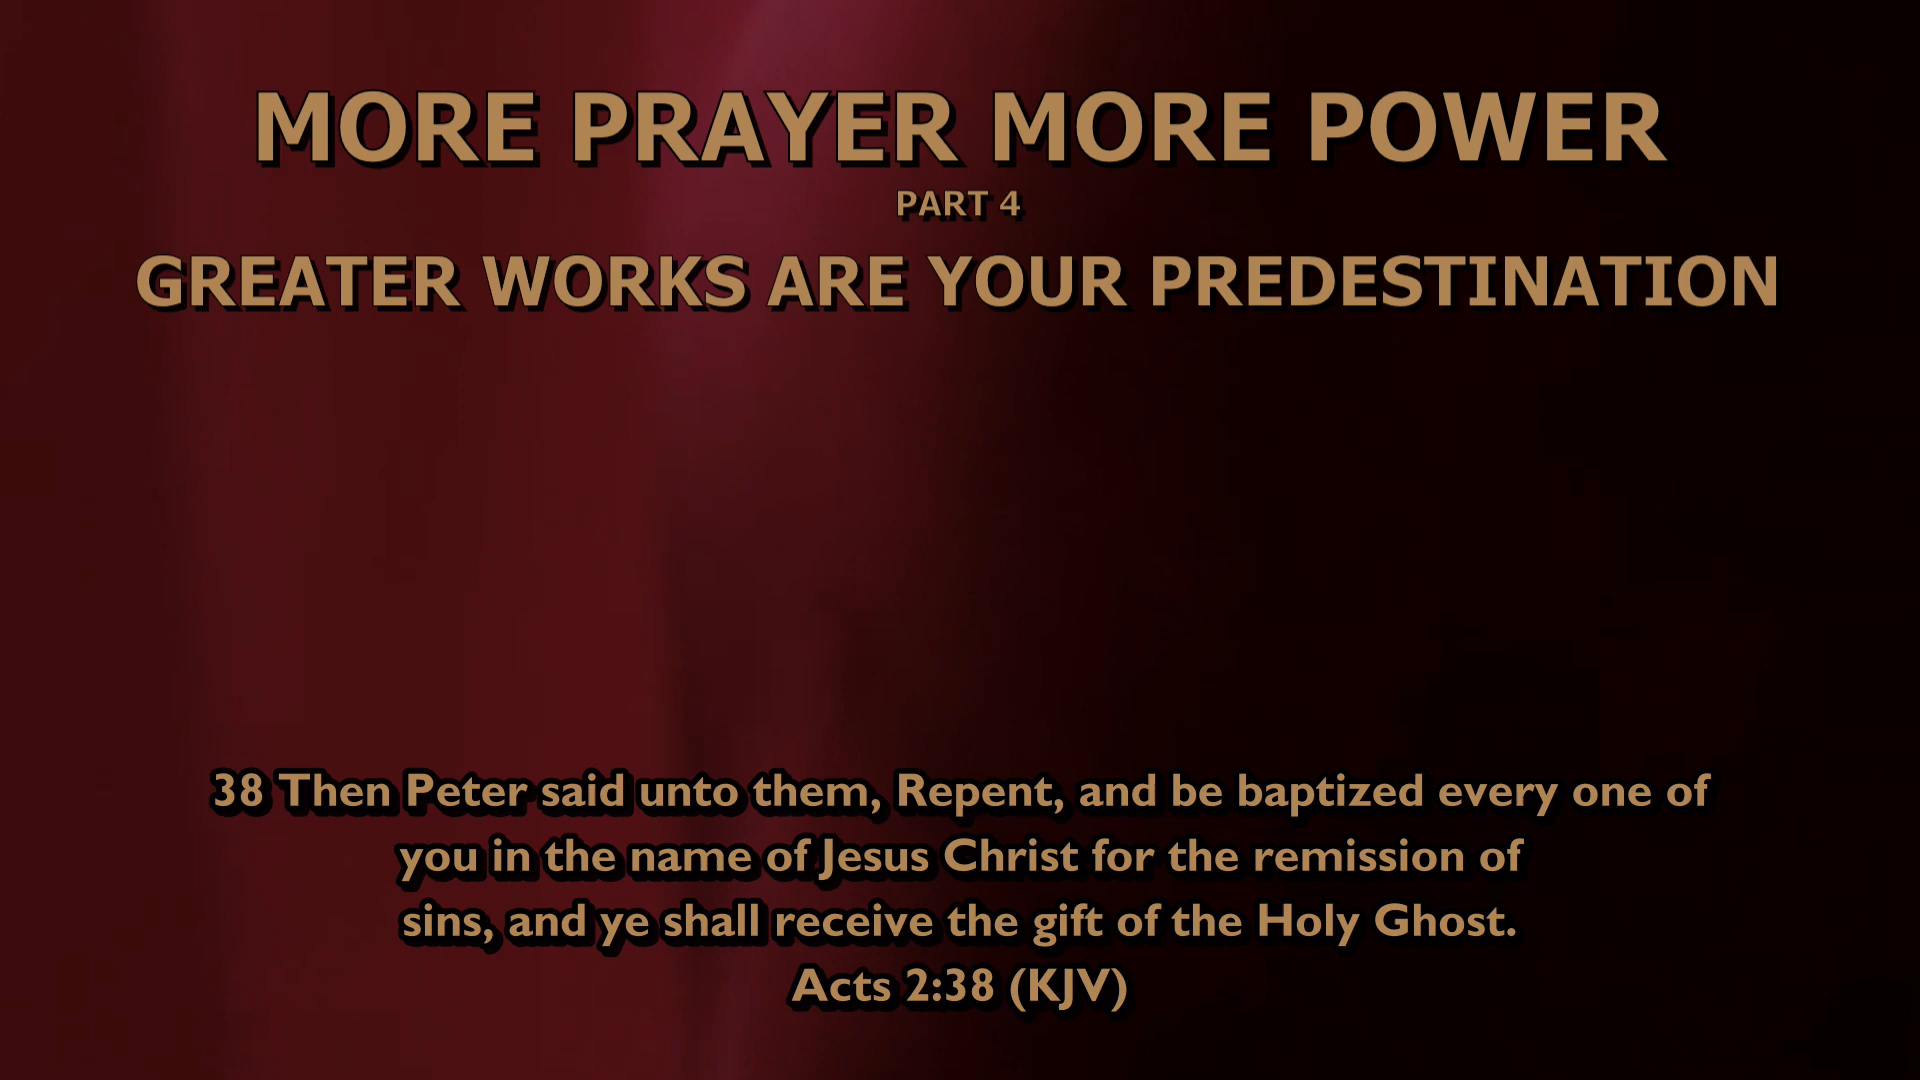 MORE PRAYER MORE POWER
PART 4
GREATER WORKS ARE YOUR PREDESTINATION
38 Then Peter said unto them, Repent, and be baptized every one of
you in the name of Jesus Christ for the remission of
sins, and ye shall receive the gift of the Holy Ghost.
Acts 2:38 (KJV)